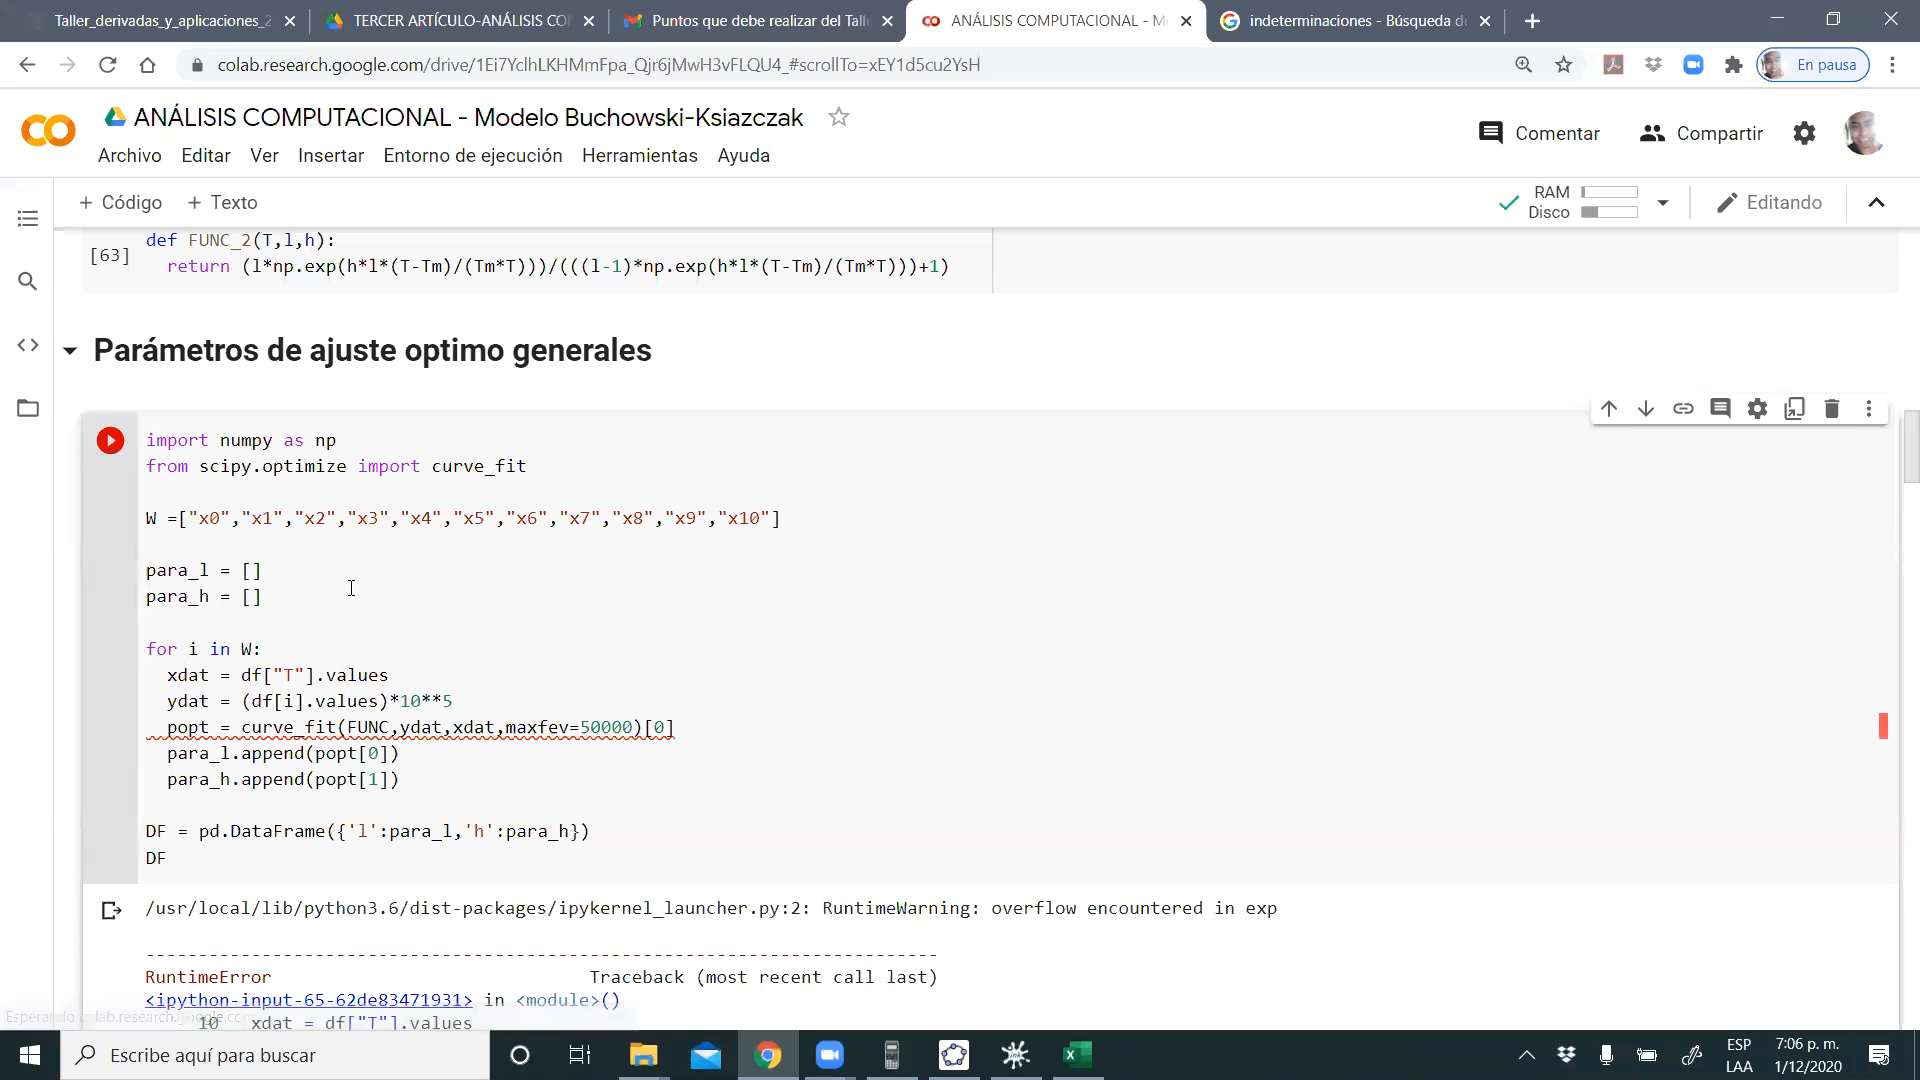 Taller_derivadas_y_aplicaciones_2
TERCER ARTÍCULO-ANÁLISIS CO
Puntos que debe realizar del Tall
ANÁLISIS COMPUTACIONAL - M
indeterminaciones - Búsqueda d
colab.research.google.com/drive/1Ei7YclhLKHMmFpa_Qjr6jMwH3vFLQU4_#scrollTo=xEY1d5cu2YsH
En pausa
ANÁLISIS COMPUTACIONAL - Modelo Buchowski-Ksiazczak
Archivo Editar Ver Insertar Entorno de ejecución Herramientas Ayuda
Comentar Compartir
+ Código + Texto
RAM
Disco
Editando
def FUNC_2(T,l,h):
[63]
return (l*np.exp(h*l*(T-Tm)/(Tm*T)))/(((l-1)*np.exp(h*l*(T-Tm)/(Tm*T)))+1)
Parámetros de ajuste optimo generales
import numpy as np
from scipy.optimize import curve_fit
W =["x0","x1","x2","x3","x4","x5","x6","x7","x8","x9","x10"]
para_l = []
para_h = []
for i in W:
xdat = df["T"].values
ydat = (df[i].values)*10**5
popt = curve_fit(FUNC,ydat,xdat,maxfev=50000)[0]
para_l.append(popt[0])
para_h.append(popt[1])
DF = pd.DataFrame({'l':para_l,'h':para_h})
DF
/usr/local/lib/python3.6/dist-packages/ipykernel_launcher.py:2: RuntimeWarning: overflow encountered in exp
---------------------------------------------------------------------------
RuntimeError Traceback (most recent call last)
<ipython-input-65-62de83471931> in <module>()
10 xdat = df["T"].values
Escribe aquí para buscar
ESP
LAA
7:06 p. m.
1/12/2020